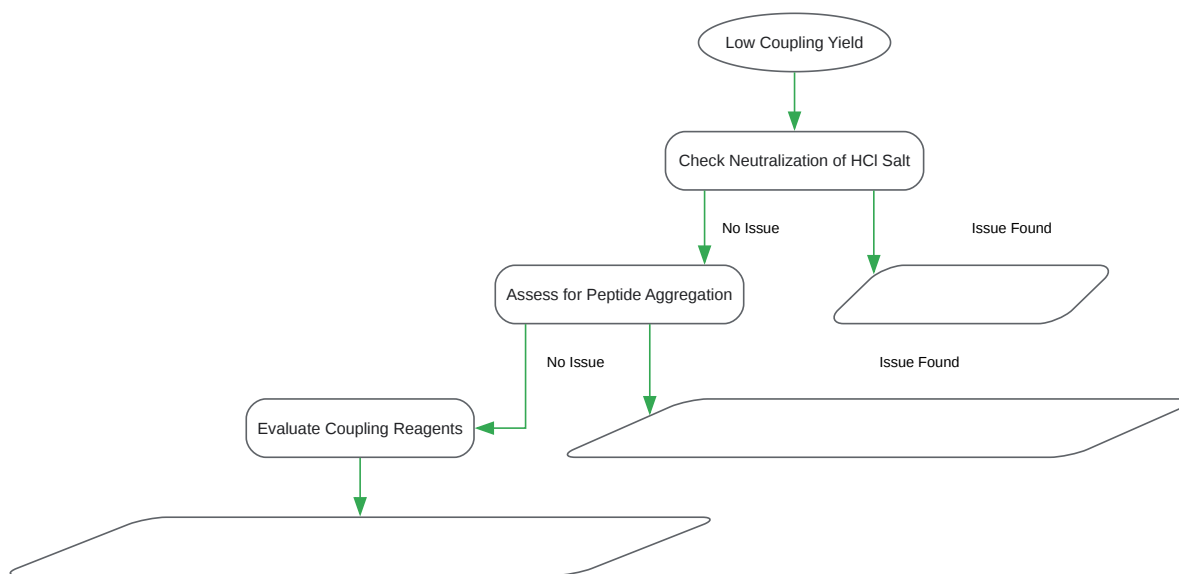 Low Coupling Yield
Check Neutralization of HCl Salt
No Issue
Issue Found
Assess for Peptide Aggregation
No Issue
Issue Found
Evaluate Coupling Reagents